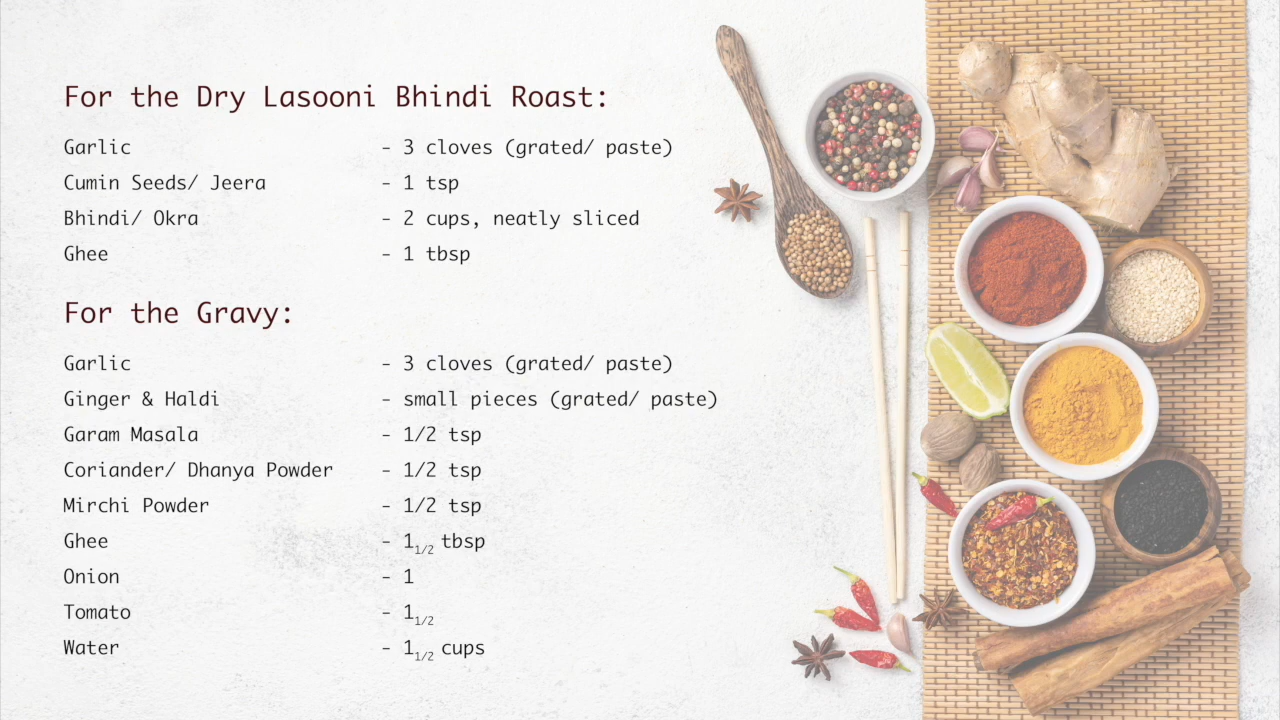 For the Dry Lasooni Bhindi Roast:
Garlic - 3 cloves (grated/ paste)
Cumin Seeds/ Jeera - 1 tsp
Bhindi/ Okra - 2 cups, neatly sliced
Ghee - 1 tbsp
For the Gravy:
Garlic - 3 cloves (grated/ paste)
Ginger & Haldi - small pieces (grated/ paste)
Garam Masala - 1/2 tsp
Coriander/ Dhanya Powder - 1/2 tsp
Mirchi Powder - 1/2 tsp
Ghee - 1 1/2 tbsp
Onion - 1
Tomato - 1 1/2
Water - 1 1/2 cups